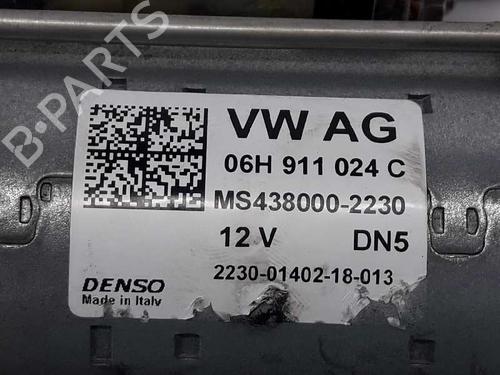 VW AG
06H 911 024 C
MS438000-2230
12 V DN5
2230-01402-18-013
DENSO
Made in Italy
B-PARTS